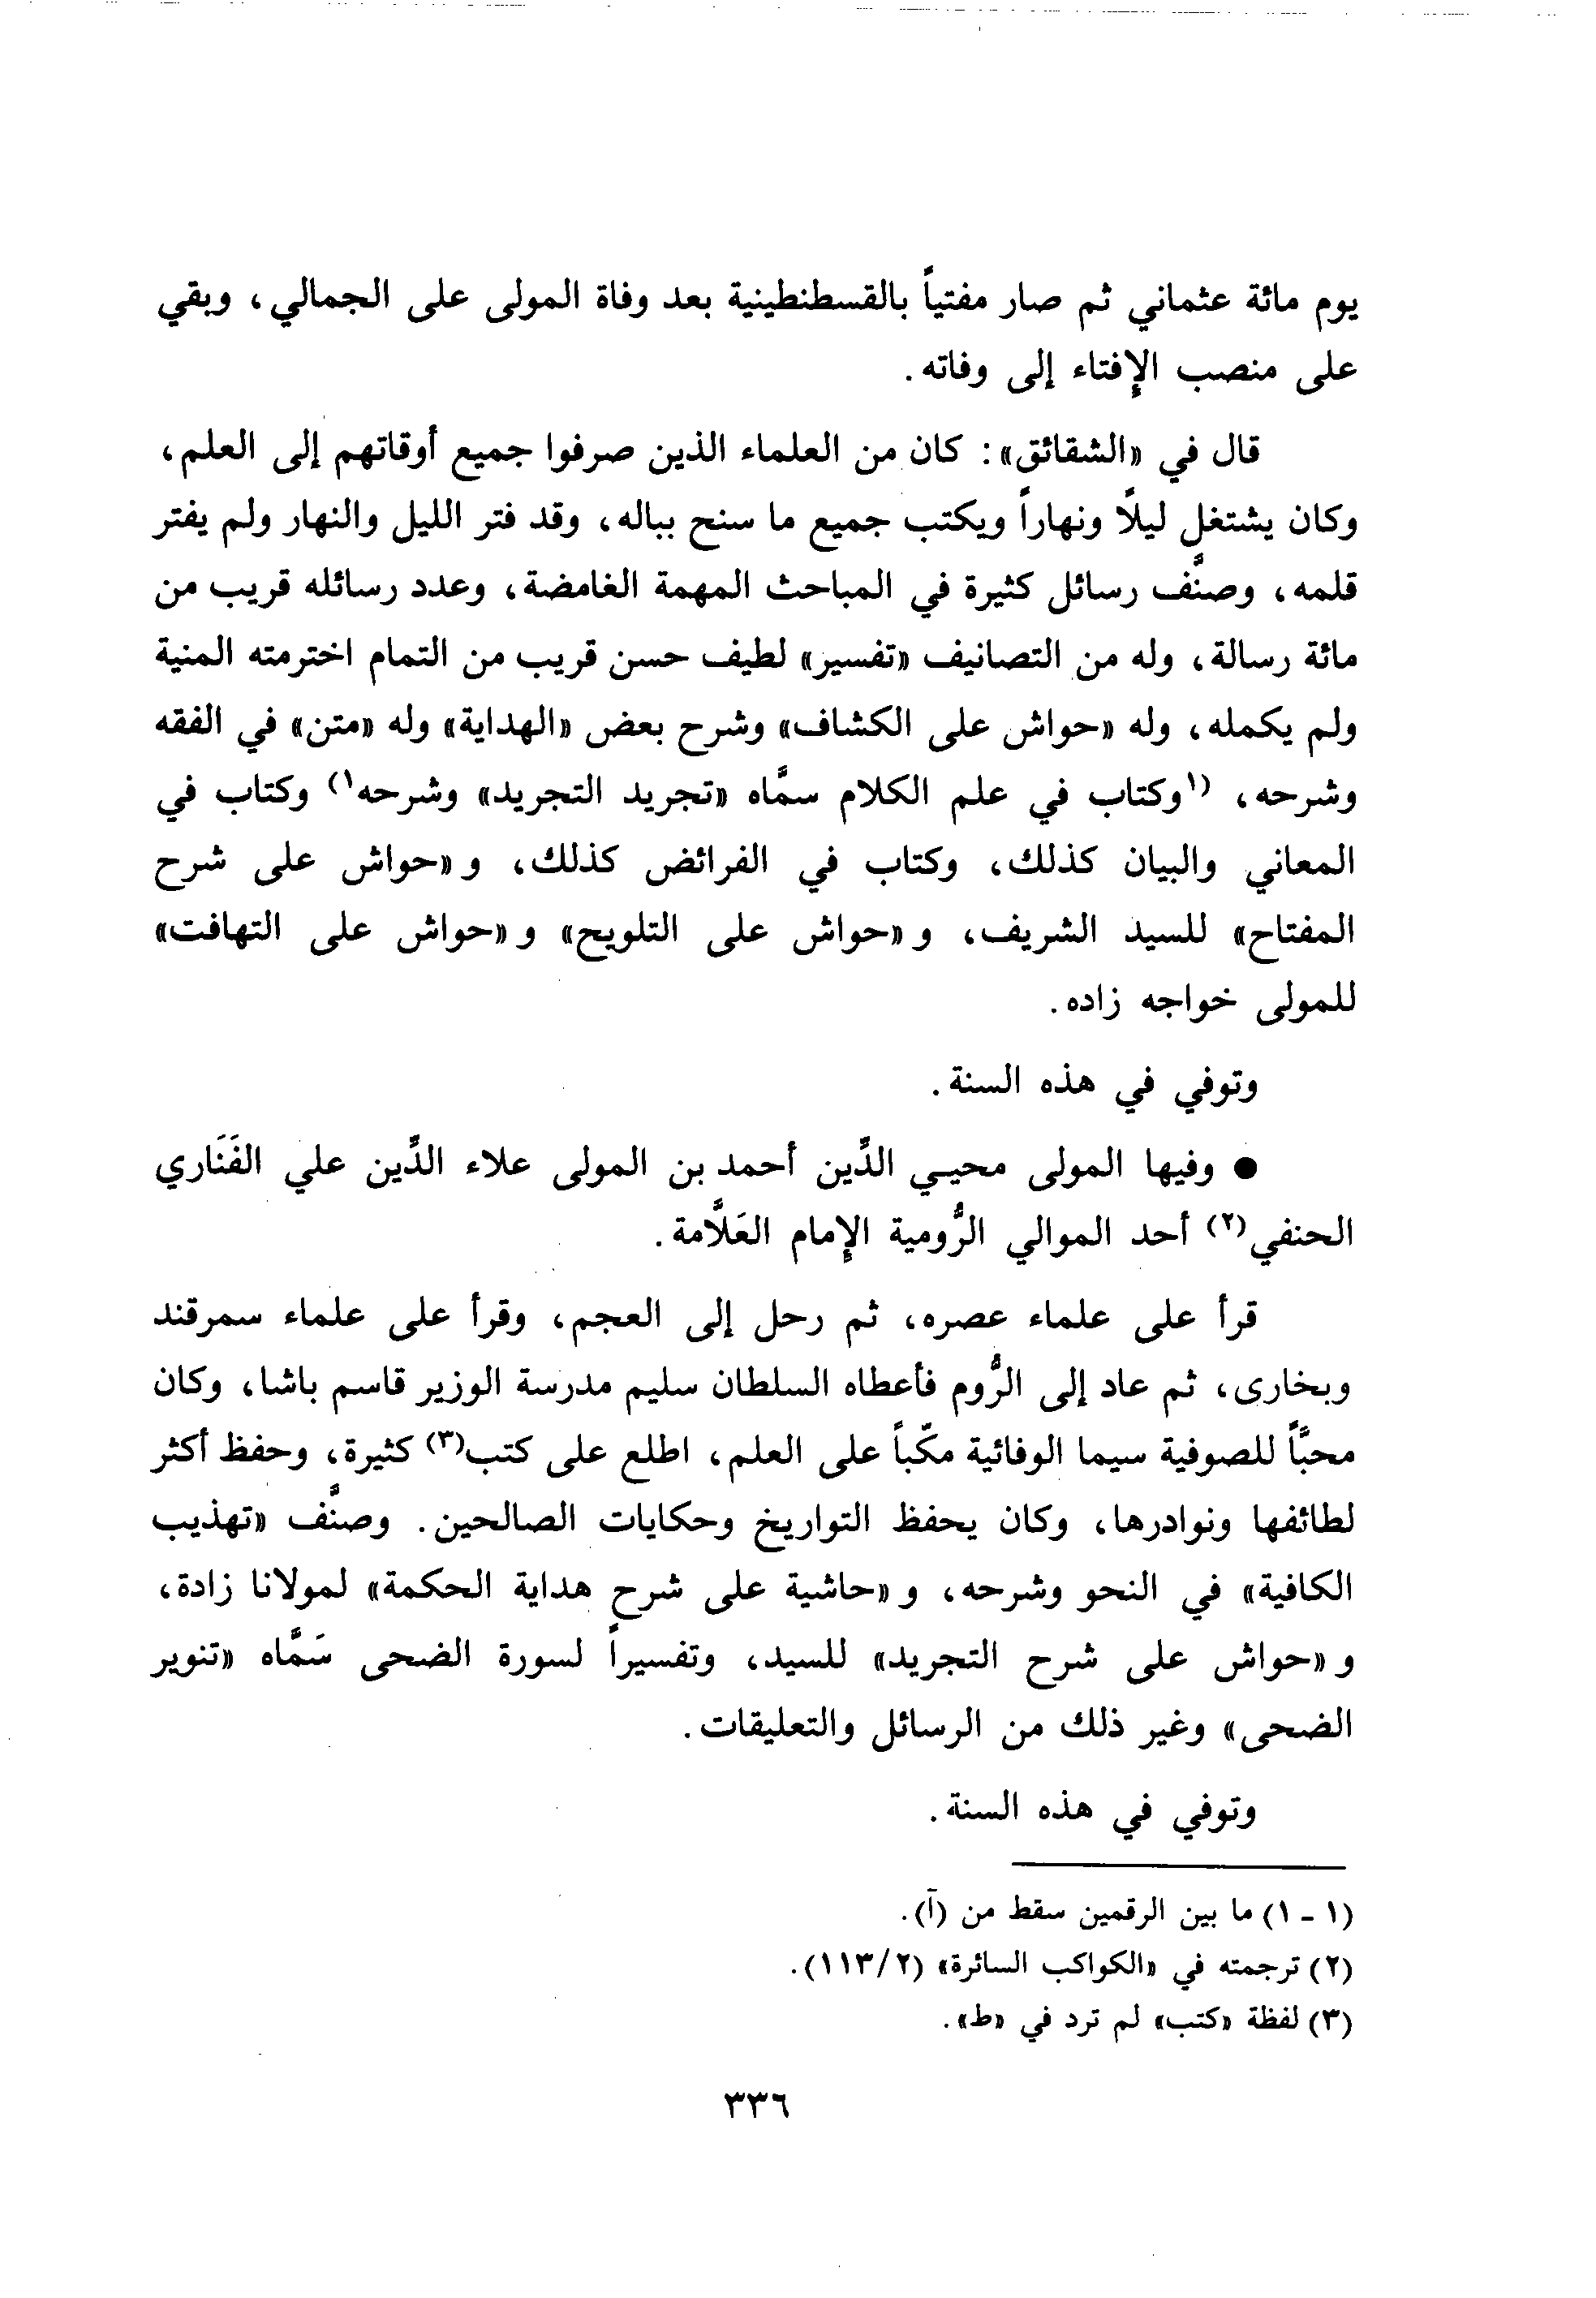 يوم مائة عثماني ثم صار مفتياً بالقسطنطينية بعد وفاة المولى على الجمالي، وبقي
على منصب الإفتاء إلى وفاته.
قال في «الشقائق»: كان من العلماء الذين صرفوا جميع أوقاتهم إلى العلم،
وكان يشتغل ليلًا ونهاراً ويكتب جميع ما سنح بباله، وقد فتر الليل والنهار ولم يفتر
قلمه، وصنَّف رسائل كثيرة في المباحث المهمة الغامضة، وعدد رسائله قريب من
مائة رسالة، وله من التصانيف «تفسير» لطيف حسن قريب من التمام اخترمته المنية
ولم يكمله، وله «حواش على الكشاف» وشرح بعض «الهداية» وله «متن» في الفقه
وشرحه، (١وكتاب في علم الكلام سمَّاه «تجريد التجريد» وشرحه١) وكتاب في
المعاني والبيان كذلك، وكتاب في الفرائض كذلك، و «حواش على شرح
المفتاح» للسيد الشريف، و «حواش على التلويح» و «حواش على التهافت»
للمولى خواجه زاده.
وتوفي في هذه السنة.
● وفيها المولى محيـي الدِّين أحمد بن المولى علاء الدِّين علي الفَنَاري
الحنفي(٢) أحد الموالي الرُّومية الإمام العَلَّامة.
قرأ على علماء عصره، ثم رحل إلى العجم، وقرأ على علماء سمرقند
وبخارى، ثم عاد إلى الرُّوم فأعطاه السلطان سليم مدرسة الوزير قاسم باشا، وكان
محبَّاً للصوفية سيما الوفائية مكّباً على العلم، اطلع على كتب(٣) كثيرة، وحفظ أكثر
لطائفها ونوادرها، وكان يحفظ التواريخ وحكايات الصالحين. وصنَّف «تهذيب
الكافية» في النحو وشرحه، و «حاشية على شرح هداية الحكمة» لمولانا زادة،
و «حواش على شرح التجريد» للسيد، وتفسيراً لسورة الضحى سَمَّاه «تنوير
الضحى» وغير ذلك من الرسائل والتعليقات.
وتوفي في هذه السنة.
(١ - ١) ما بين الرقمين سقط من (آ).
(٢) ترجمته في «الكواكب السائرة» (١١٣/٢).
(٣) لفظة «كتب» لم ترد في «ط».
٣٣٦